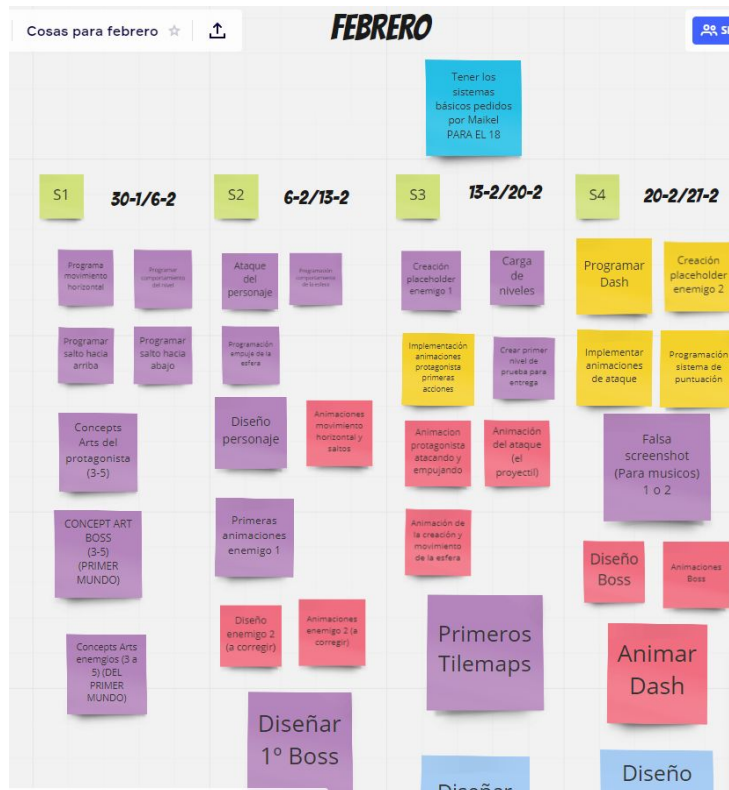 Cosas para febrero
FEBRERO
Tener los
sistemas
básicos pedidos
por Maikel
PARA EL 18
S1
30-1/6-2
S2
6-2/13-2
S3
13-2/20-2
S4
20-2/27-2
Programa
movimiento
horizontal
Programar
comportamiento
del nivel
Programar
salto hacia
arriba
Programar
salto hacia
abajo
Concepts
Arts del
protagonista
(3-5)
CONCEPT ART
BOSS
(3-5)
(PRIMER
MUNDO)
Concepts Arts
enemgios (3 a
5) (DEL
PRIMER
MUNDO)
Ataque
del
personaje
Programación
comportamiento
de la esfera
Programación
empuje de la
esfera
Diseño
personaje
Animaciones
movimiento
horizontal y
saltos
Primeras
animaciones
enemigo 1
Diseño
enemigo 2
(a corregir)
Animaciones
enemigo 2 (a
corregir)
Diseñar
1º Boss
Creación
placeholder
enemigo 1
Carga
de
niveles
Implementación
animaciones
protagonista
primeras
acciones
Crear primer
nivel de
prueba para
entrega
Animacion
protagonista
atacando y
empujando
Animación
del ataque
(el
proyectil)
Animación de
la creación y
movimiento
de la esfera
Primeros
Tilemaps
Diseñar
Programar
Dash
Creación
placeholder
enemigo 2
Implementar
animaciones
de ataque
Programación
sistema de
puntuación
Falsa
screenshot
(Para musicos)
1 o 2
Diseño
Boss
Animaciones
Boss
Animar
Dash
Diseño